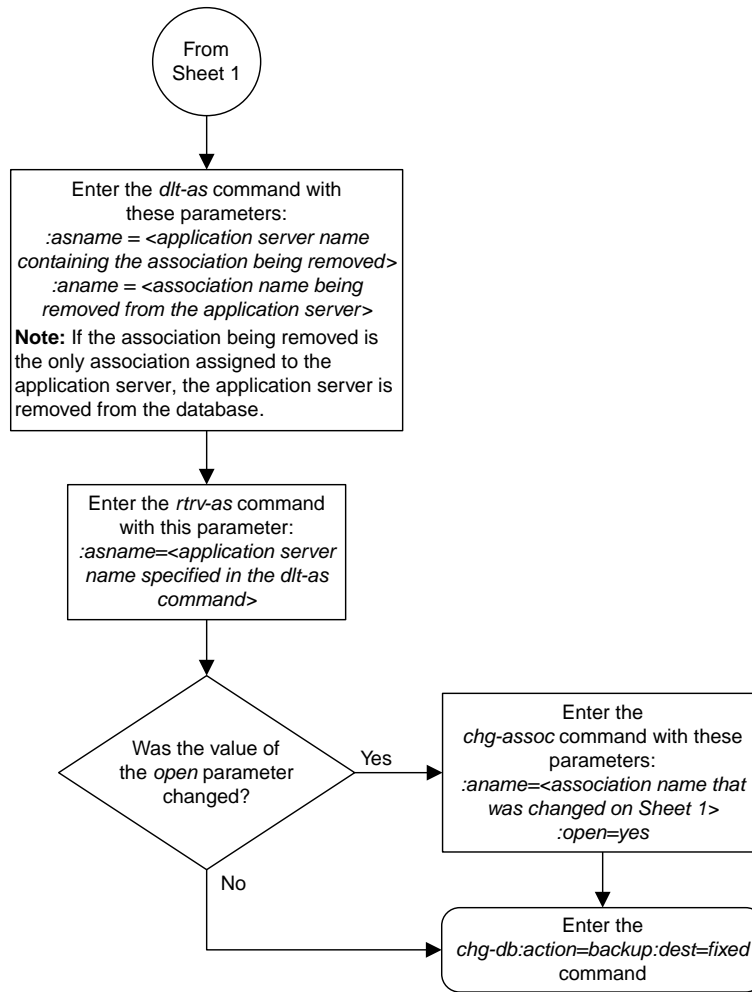 From
Sheet 1
Enter the dlt-as command with
these parameters:
:asname = <application server name
containing the association being removed>
:aname = <association name being
removed from the application server>
Note: If the association being removed is
the only association assigned to the
application server, the application server is
removed from the database.
Enter the rtrv-as command
with this parameter:
:asname=<application server
name specified in the dlt-as
command>
Was the value of
the open parameter
changed?
Yes
Enter the
chg-assoc command with these
parameters:
:aname=<association name that
was changed on Sheet 1>
:open=yes
No
Enter the
chg-db:action=backup:dest=fixed
command